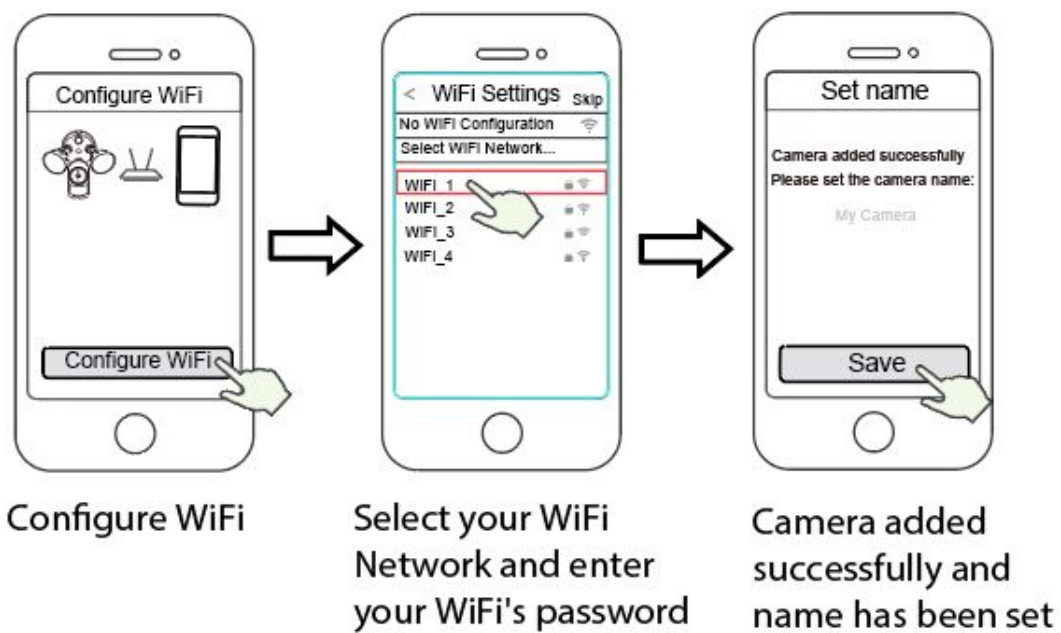 Configure WiFi
Configure WiFi
< WiFi Settings Skip
No WIFI Configuration
Select WIFI Network...
WIFI_1
WIFI_2
WIFI_3
WIFI_4
Set name
Camera added successfully
Please set the camera name:
My Camera
Save
Configure WiFi
Select your WiFi
Network and enter
your WiFi's password
Camera added
successfully and
name has been set